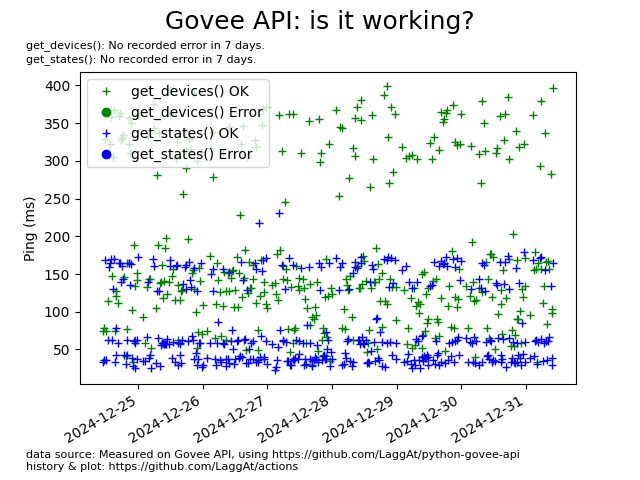 Govee API: is it working?
get_devices(): No recorded error in 7 days.
get_states(): No recorded error in 7 days.
get_devices() OK
get_devices() Error
get_states() OK
get_states() Error
Ping (ms)
400
350
300
250
200
150
100
50
2024-12-25
2024-12-26
2024-12-27
2024-12-28
2024-12-29
2024-12-30
2024-12-31
data source: Measured on Govee API, using https://github.com/LaggAt/python-govee-api
history & plot: https://github.com/LaggAt/actions